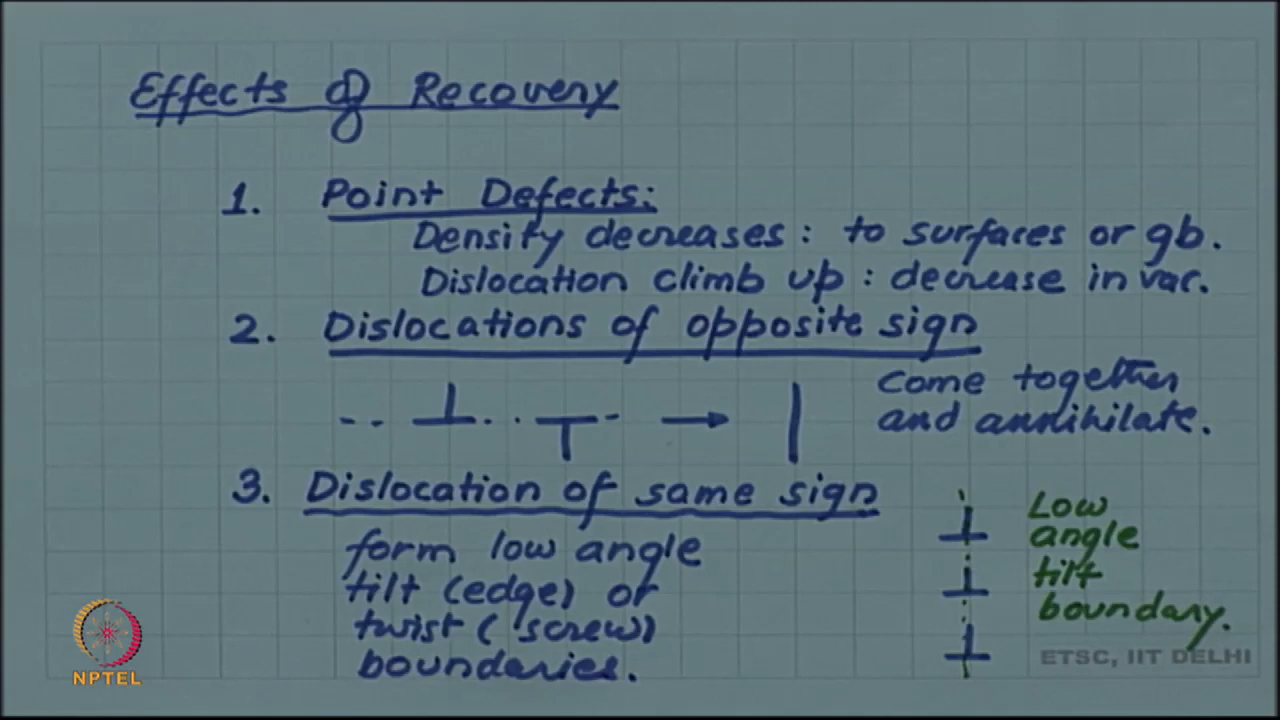 Effects of Recovery
1. Point Defects:
Density decreases: to surfaces or gb.
Dislocation climb up: decrease in vac.
2. Dislocations of opposite sign
come together
and annihilate.
3. Dislocation of same sign
form low angle
tilt (edge) or
twist (screw)
boundaries.
Low
angle
tilt
boundary.
NPTEL
ETSC, IIT DELHI